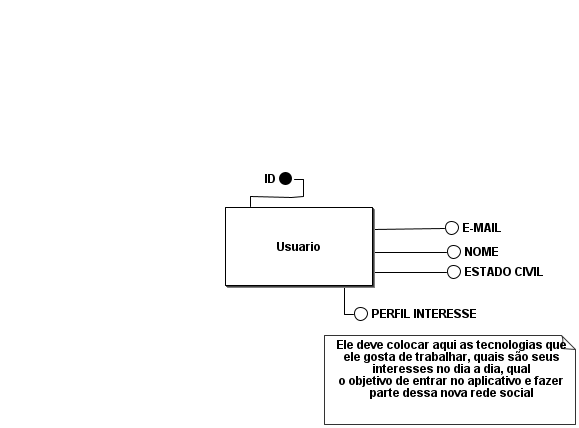 ID
Usuario
E-MAIL
NOME
ESTADO CIVIL
PERFIL INTERESSE
Ele deve colocar aqui as tecnologias que
ele gosta de trabalhar, quais são seus
interesses no dia a dia, qual
o objetivo de entrar no aplicativo e fazer
parte dessa nova rede social